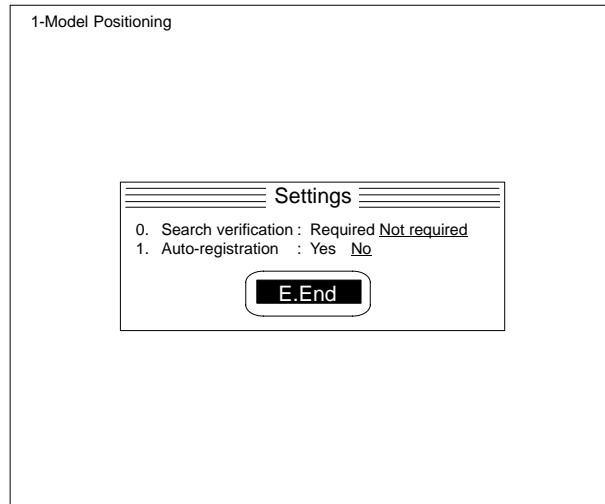 1-Model Positioning
Settings
0. Search verification : Required Not required
1. Auto-registration : Yes No
E.End